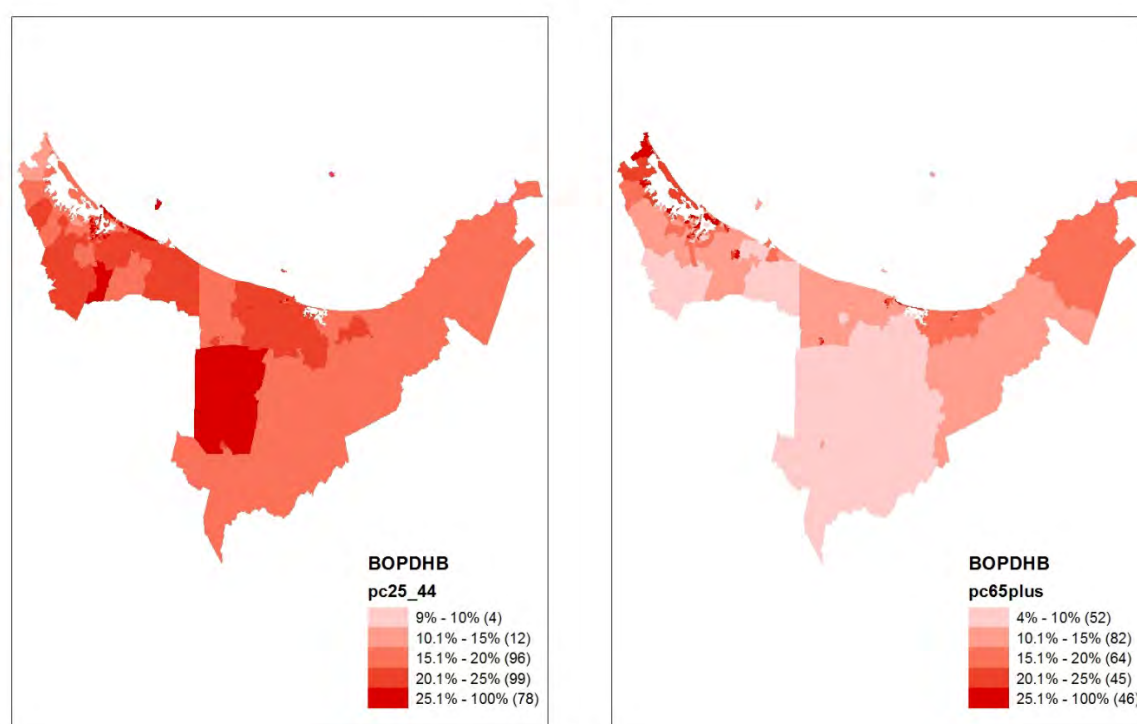 BOPDHB
pc25_44
9% - 10% (4)
10.1% - 15% (12)
15.1% - 20% (96)
20.1% - 25% (99)
25.1% - 100% (78)
BOPDHB
pc65plus
4% - 10% (52)
10.1% - 15% (82)
15.1% - 20% (64)
20.1% - 25% (45)
25.1% - 100% (46)